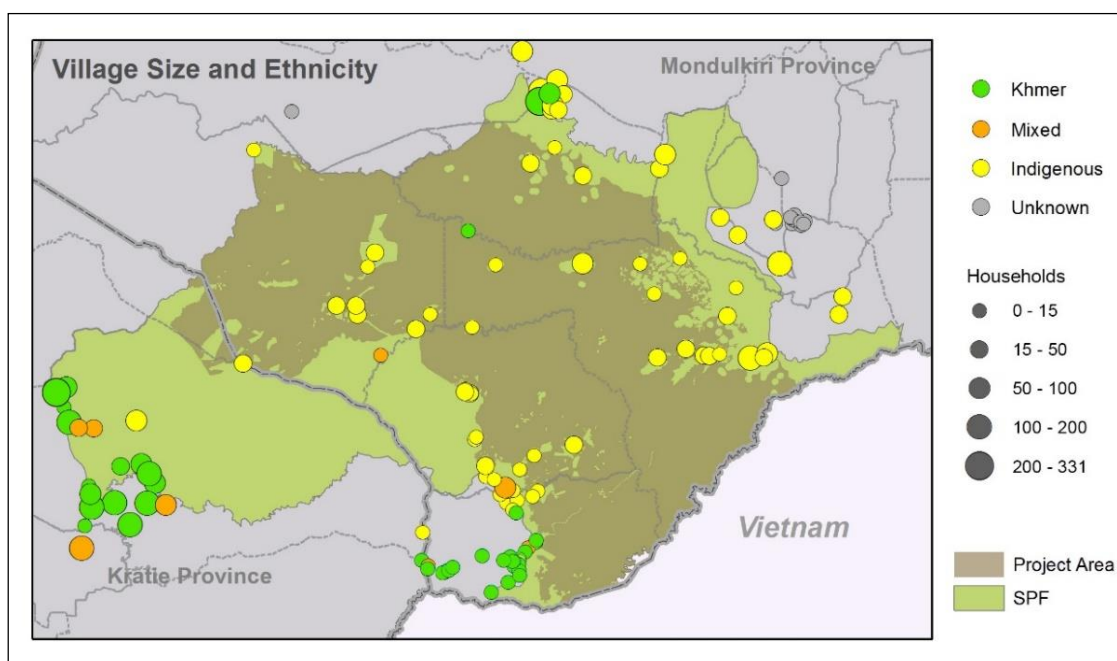 Village Size and Ethnicity
Mondulkiri Province
Kratie Province
Vietnam
Khmer
Mixed
Indigenous
Unknown
Households
0 - 15
15 - 50
50 - 100
100 - 200
200 - 331
Project Area
SPF